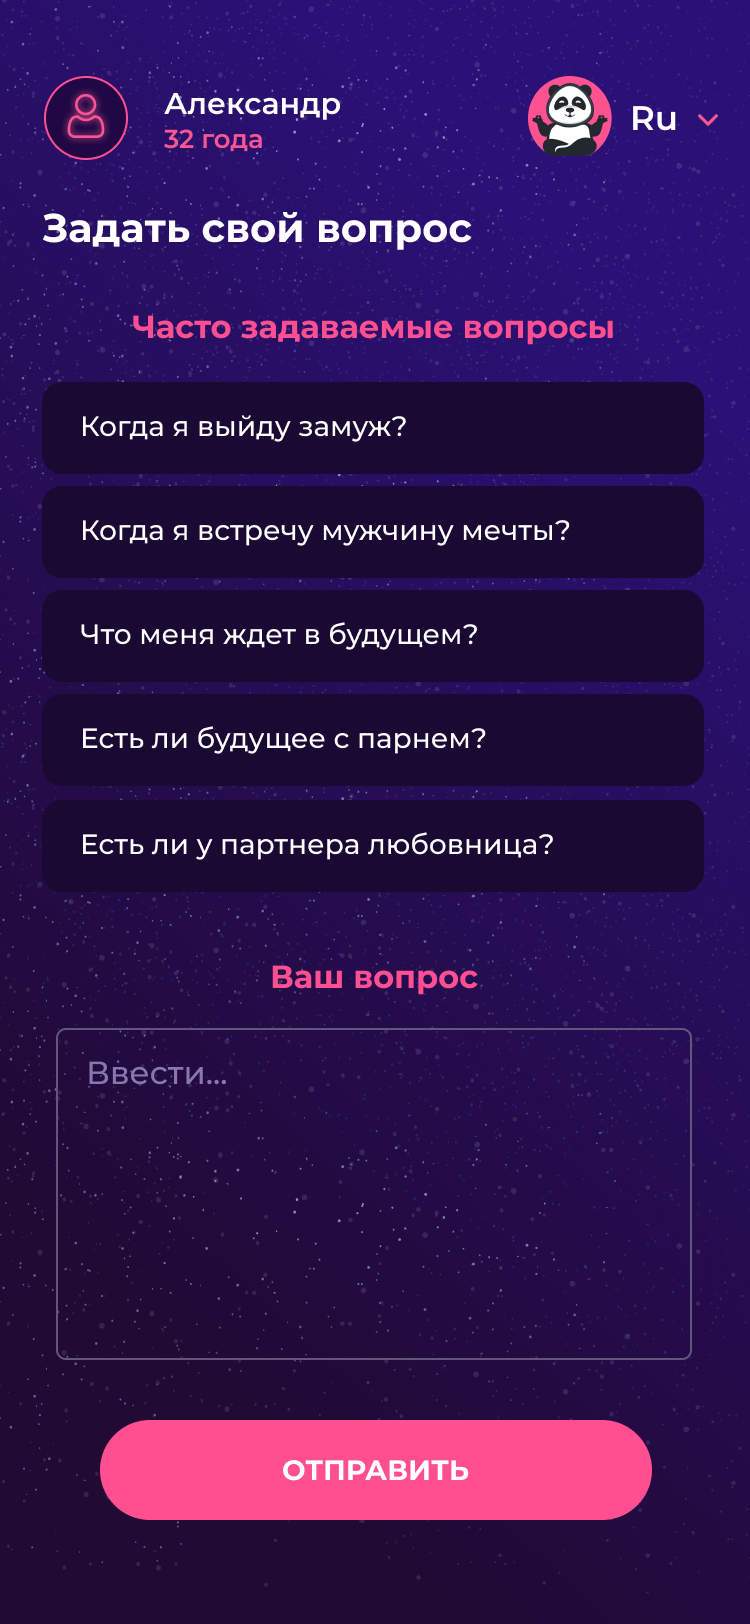 Александр
32 года
Ru
Задать свой вопрос
Часто задаваемые вопросы
Когда я выйду замуж?
Когда я встречу мужчину мечты?
Что меня ждет в будущем?
Есть ли будущее с парнем?
Есть ли у партнера любовница?
Ваш вопрос
Ввести...
ОТПРАВИТЬ